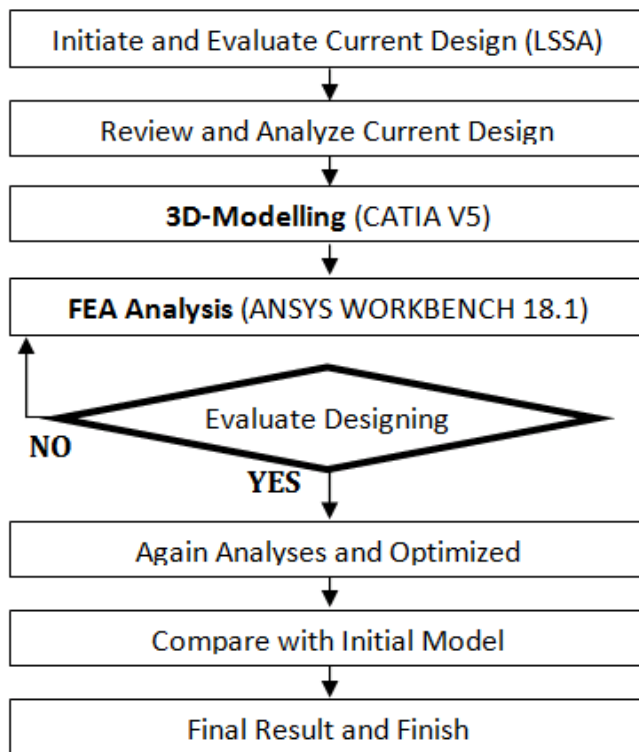 Initiate and Evaluate Current Design (LSSA)
Review and Analyze Current Design
3D-Modelling (CATIA V5)
FEA Analysis (ANSYS WORKBENCH 18.1)
Evaluate Designing
NO
YES
Again Analyses and Optimized
Compare with Initial Model
Final Result and Finish